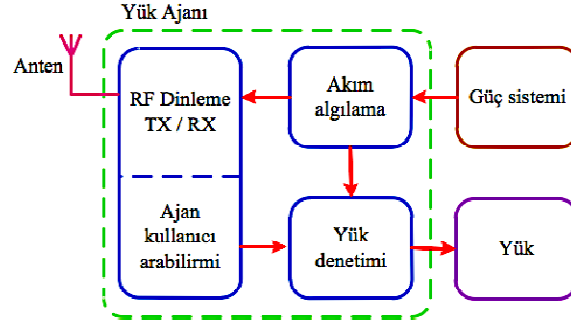 Yük Ajanı
Anten
RF Dinleme
TX / RX
Ajan
kullanıcı
arabilirmi
Akım
algılama
Yük
denetimi
Güç sistemi
Yük